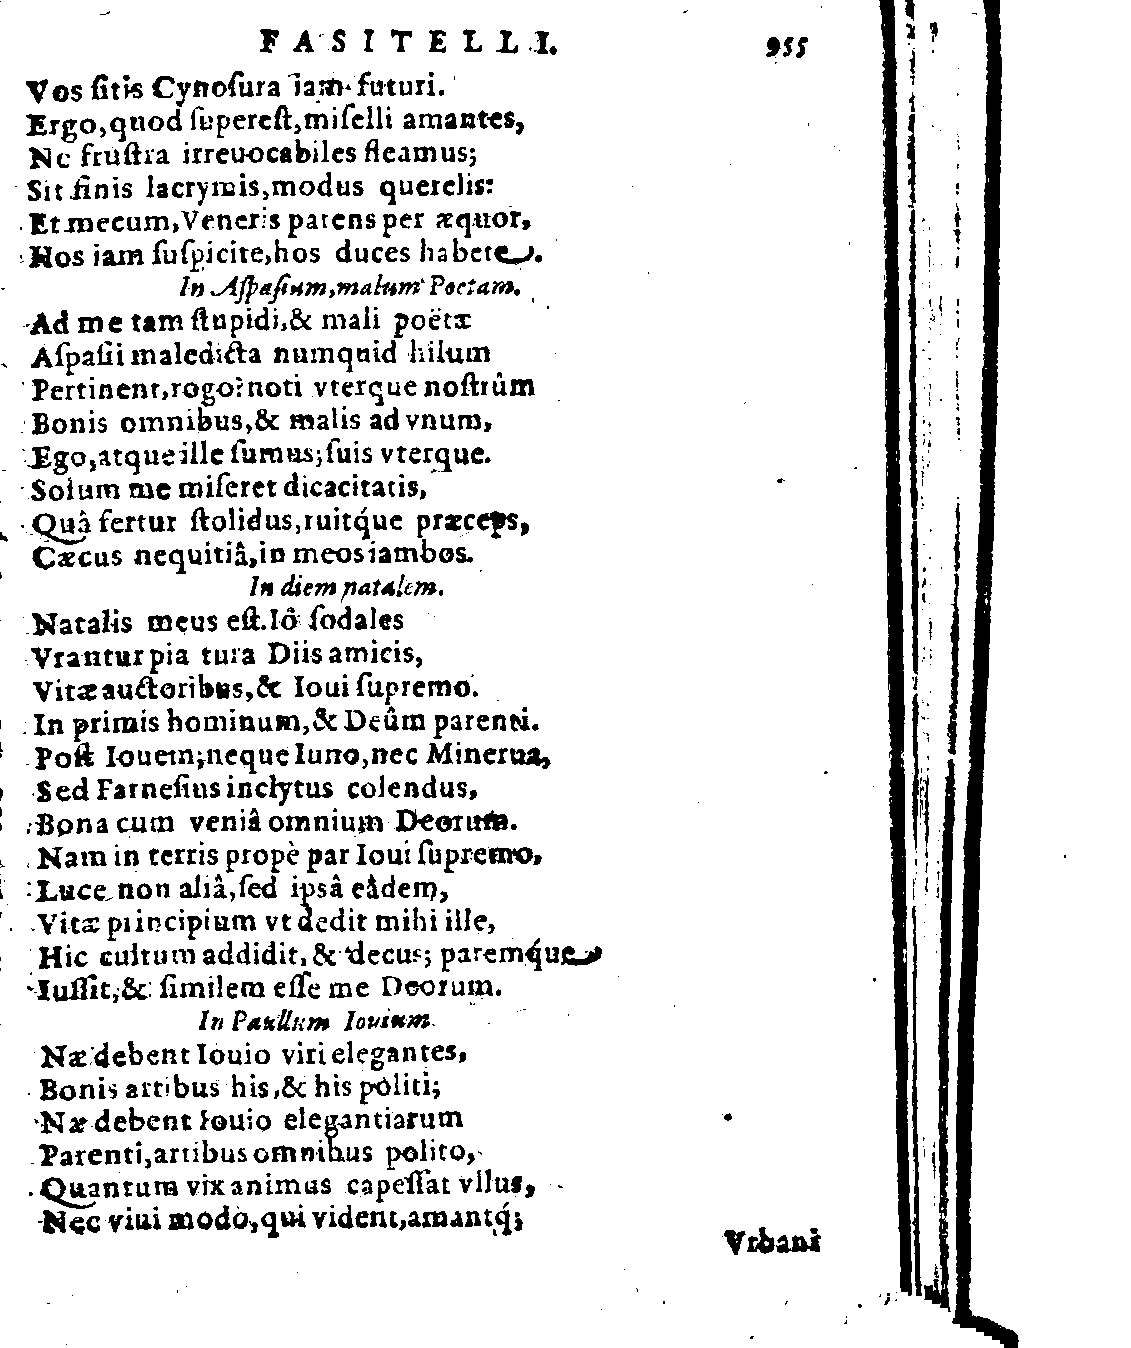 FASITELLI. 955
Vos ſitis Cynoſura iam futuri.
Ergo, quod ſupereſt, miſelli amantes,
Ne fruſtra irreuocabiles fleamus;
Sit finis lacrymis, modus querelis:
Et mecum, Veneris patens per æquor,
Hos iam ſuſpicite, hos duces habete.
In Aſpaſium, malum Poetam.
Ad me tam ſtupidi, & mali poëtæ
Aſpaſii maledicta numquid hilum
Pertinent, rogo? noti vterque noſtrûm
Bonis omnibus, & malis ad vnum,
Ego, atque ille ſumus; ſuis vterque.
Solum me miſeret dicacitatis,
Quâ fertur ſtolidus, ruitq́ue præceps,
Cæcus nequitiâ, in meos iambos.
In diem natalem.
Natalis meus eſt. Iô ſodales
Vrantur pia tura Diis amicis,
Vitæ auctoribus, & Ioui ſupremo.
In primis hominum, & Deûm parenti.
Poſt Iouem; neque Iuno, nec Minerua,
Sed Farneſius inclytus colendus,
Bona cum veniâ omnium Deorum.
Nam in terris propè par Ioui ſupremo,
Luce non aliâ, ſed ipsâ eâdem,
Vitæ principium vt dedit mihi ille,
Hic cultum addidit, & decus; paremq́ue
Iuſſit, & ſimilem eſſe me Deorum.
In Paullum Iouium.
Næ debent Iouio viri elegantes,
Bonis artibus his, & his politi;
Næ debent Iouio elegantiarum
Parenti, artibus omnibus polito,
Quantum vix animus capeſſat vllus,
Nec viui modo, qui vident, amantq́;
Vrbani